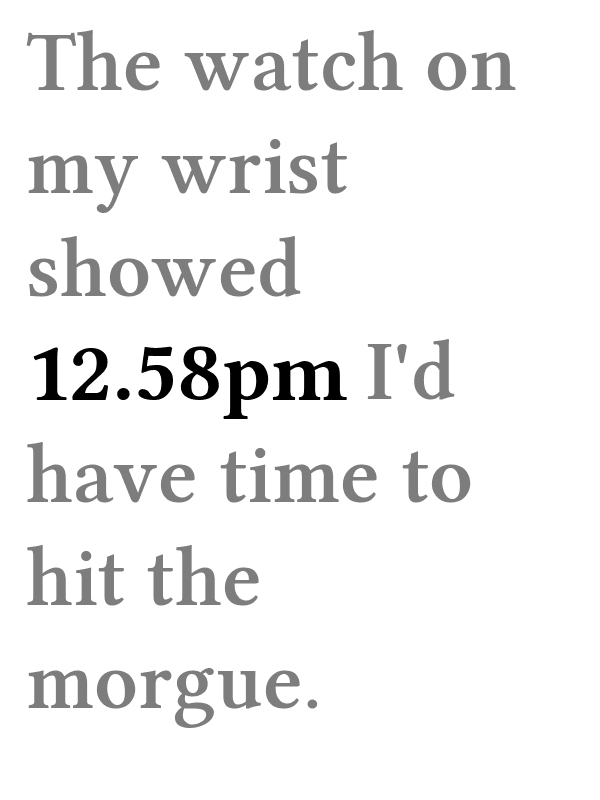 The watch on
my wrist
showed
12.58pm I'd
have time to
hit the
morgue.